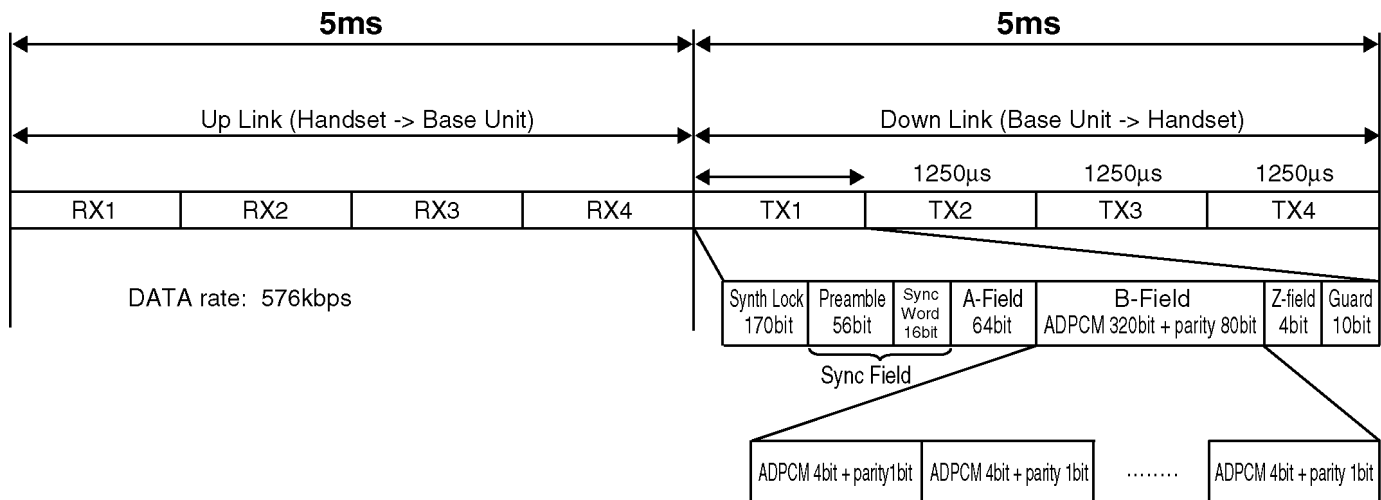 5ms 5ms
Up Link (Handset -> Base Unit) Down Link (Base Unit -> Handset)
1250μs 1250μs 1250μs
RX1 RX2 RX3 RX4 TX1 TX2 TX3 TX4
DATA rate: 576kbps
Synth Lock
170bit
Preamble
56bit
Sync
Word
16bit
A-Field
64bit
B-Field
ADPCM 320bit + parity 80bit
Z-field
4bit
Guard
10bit
Sync Field
ADPCM 4bit + parity1bit ADPCM 4bit + parity 1bit ········ ADPCM 4bit + parity 1bit